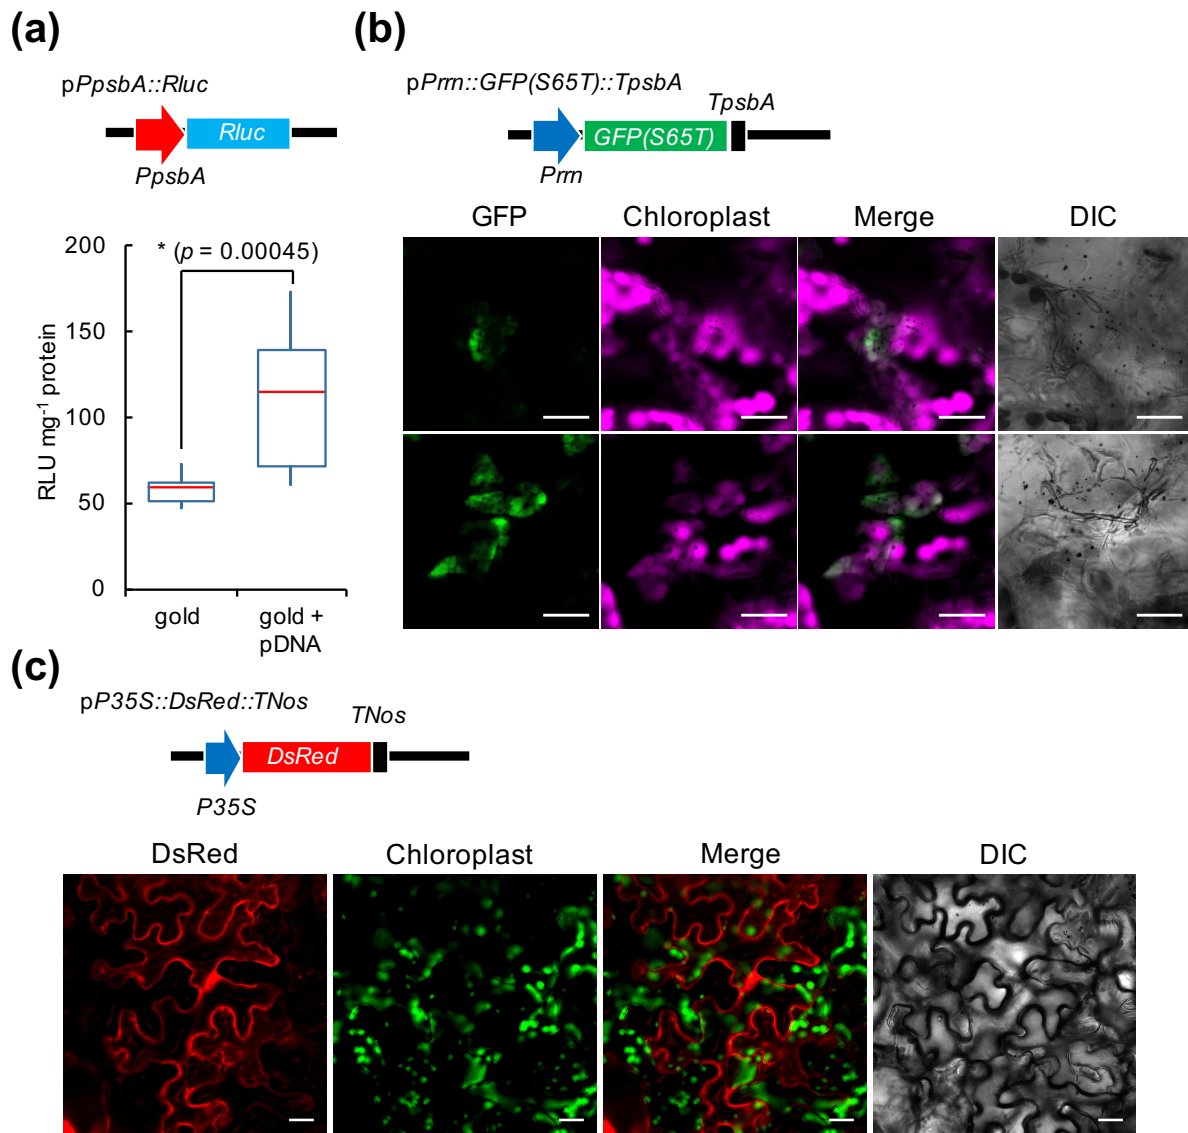 (a)
pPpsbA::Rluc
Rluc
PpsbA
200
* (p = 0.00045)
150
100
50
0
RLU mg⁻¹ protein
gold
gold +
pDNA
(b)
pPrrn::GFP(S65T)::TpsbA
TpsbA
GFP(S65T)
Prrn
GFP Chloroplast Merge DIC
(c)
pP35S::DsRed::TNos
TNos
DsRed
P35S
DsRed Chloroplast Merge DIC